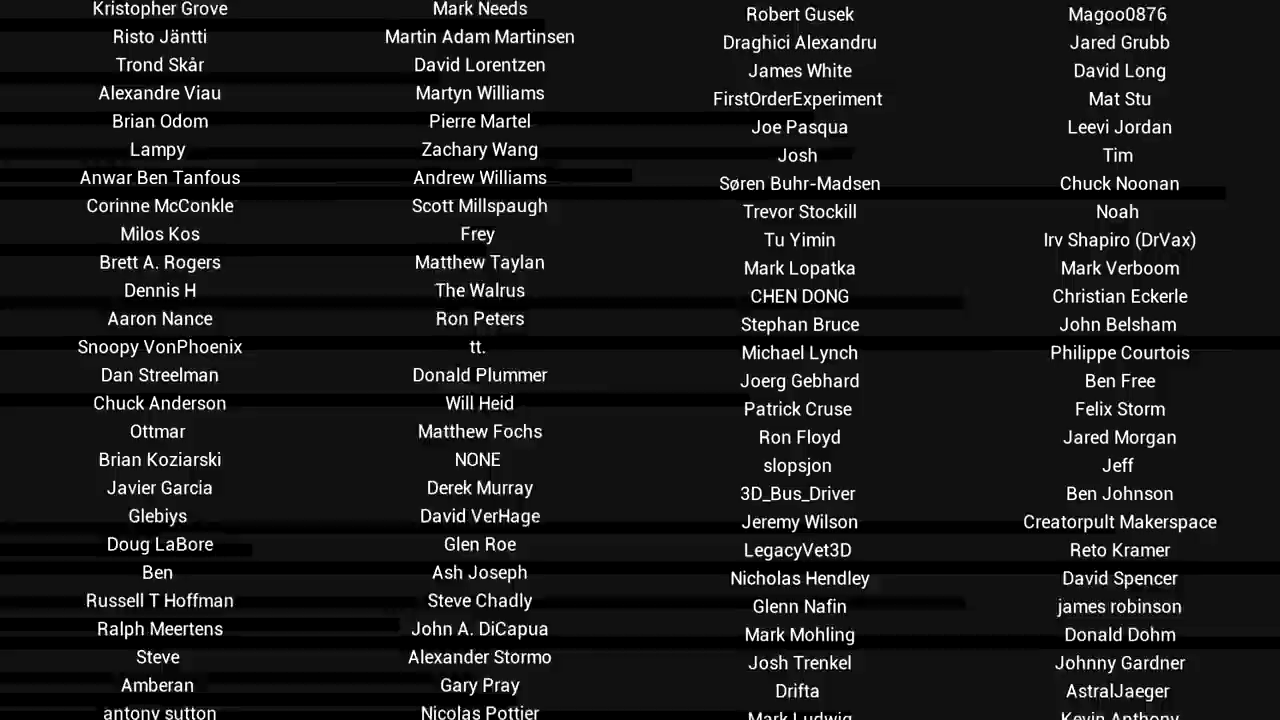 Kristopher Grove
Risto Jäntti
Trond Skår
Alexandre Viau
Brian Odom
Lampy
Anwar Ben Tanfous
Corinne McConkle
Milos Kos
Brett A. Rogers
Dennis H
Aaron Nance
Snoopy VonPhoenix
Dan Streelman
Chuck Anderson
Ottmar
Brian Koziarski
Javier Garcia
Glebiys
Doug LaBore
Ben
Russell T Hoffman
Ralph Meertens
Steve
Amberan
antony sutton
Mark Needs
Martin Adam Martinsen
David Lorentzen
Martyn Williams
Pierre Martel
Zachary Wang
Andrew Williams
Scott Millspaugh
Frey
Matthew Taylan
The Walrus
Ron Peters
tt.
Donald Plummer
Will Heid
Matthew Fochs
NONE
Derek Murray
David VerHage
Glen Roe
Ash Joseph
Steve Chadly
John A. DiCapua
Alexander Stormo
Gary Pray
Nicolas Pottier
Robert Gusek
Draghici Alexandru
James White
FirstOrderExperiment
Joe Pasqua
Josh
Søren Buhr-Madsen
Trevor Stockill
Tu Yimin
Mark Lopatka
CHEN DONG
Stephan Bruce
Michael Lynch
Joerg Gebhard
Patrick Cruse
Ron Floyd
slopsjon
3D_Bus_Driver
Jeremy Wilson
LegacyVet3D
Nicholas Hendley
Glenn Nafin
Mark Mohling
Josh Trenkel
Drifta
Mark Ludwig
Magoo0876
Jared Grubb
David Long
Mat Stu
Leevi Jordan
Tim
Chuck Noonan
Noah
Irv Shapiro (DrVax)
Mark Verboom
Christian Eckerle
John Belsham
Philippe Courtois
Ben Free
Felix Storm
Jared Morgan
Jeff
Ben Johnson
Creatorpult Makerspace
Reto Kramer
David Spencer
james robinson
Donald Dohm
Johnny Gardner
AstralJaeger
Kevin Anthony